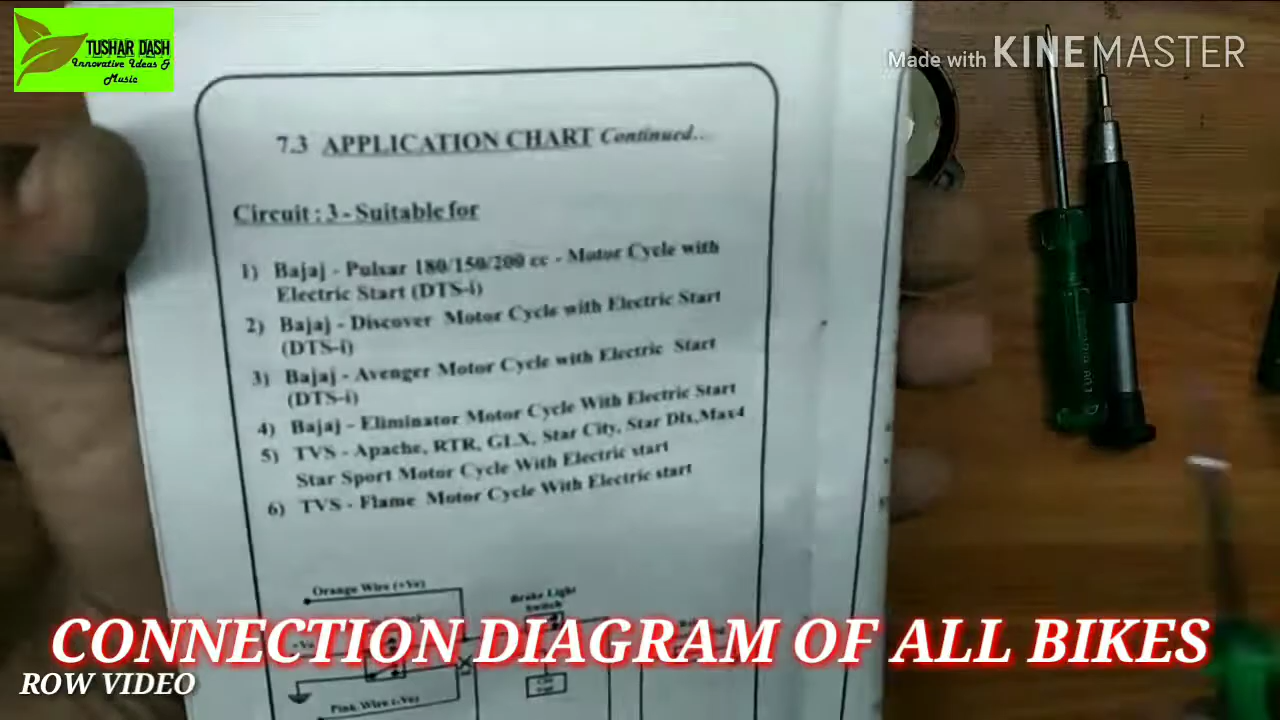 TUSHAR DASH
Innovative Ideas &
Music
Made with KINEMASTER
7.3 APPLICATION CHART Continued...
Circuit : 3 - Suitable for
1) Bajaj - Pulsar 180/150/200 cc - Motor Cycle with
Electric Start (DTS-i)
2) Bajaj - Discover Motor Cycle with Electric Start
(DTS-i)
3) Bajaj - Avenger Motor Cycle with Electric Start
(DTS-i)
4) Bajaj - Eliminator Motor Cycle With Electric Start
5) TVS - Apache, RTR, GLX, Star City, Star Dlx,Max4
Star Sport Motor Cycle With Electric start
6) TVS - Flame Motor Cycle With Electric start
Orange Wire (+Ve)
Brake Light
Switch
+Ve
CONNECTION DIAGRAM OF ALL BIKES
ROW VIDEO
Pink Wire (-Ve)